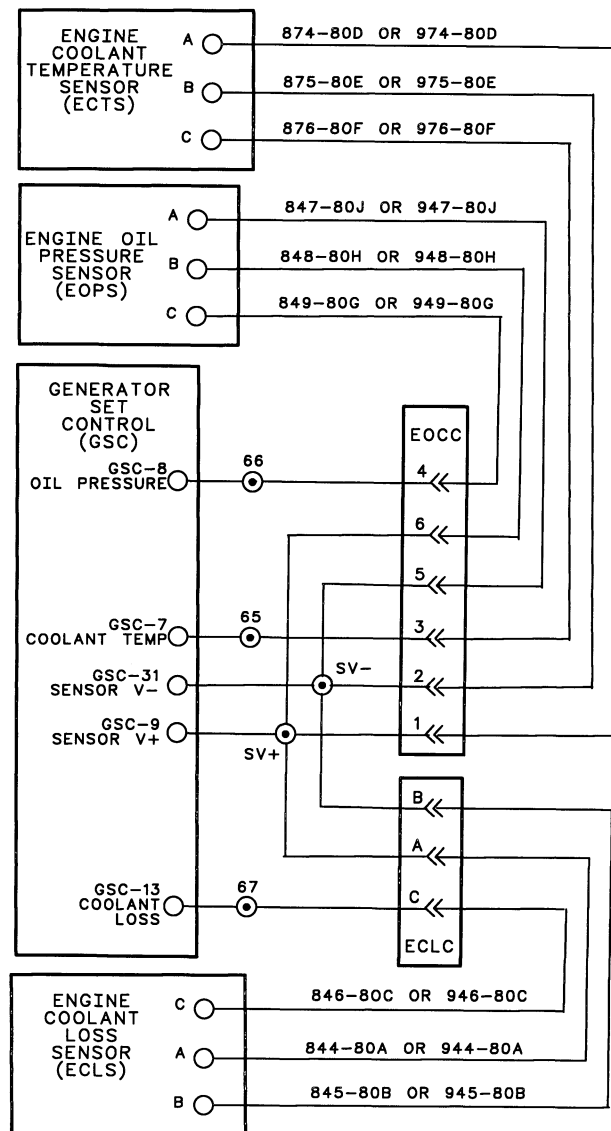 ENGINE
COOLANT
TEMPERATURE
SENSOR
(ECTS)
A
874-80D OR 974-80D
B
875-80E OR 975-80E
C
876-80F OR 976-80F
ENGINE OIL
PRESSURE
SENSOR
(EOPS)
A
847-80J OR 947-80J
B
848-80H OR 948-80H
C
849-80G OR 949-80G
GENERATOR
SET
CONTROL
(GSC)
EOCC
GSC-8
OIL PRESSURE
66
4
6
5
GSC-7
COOLANT TEMP
65
3
GSC-31
SENSOR V-
SV-
2
GSC-9
SENSOR V+
SV+
1
B
A
GSC-13
COOLANT
LOSS
67
C
ECLC
ENGINE
COOLANT
LOSS
SENSOR
(ECLS)
C
846-80C OR 946-80C
A
844-80A OR 944-80A
B
845-80B OR 945-80B